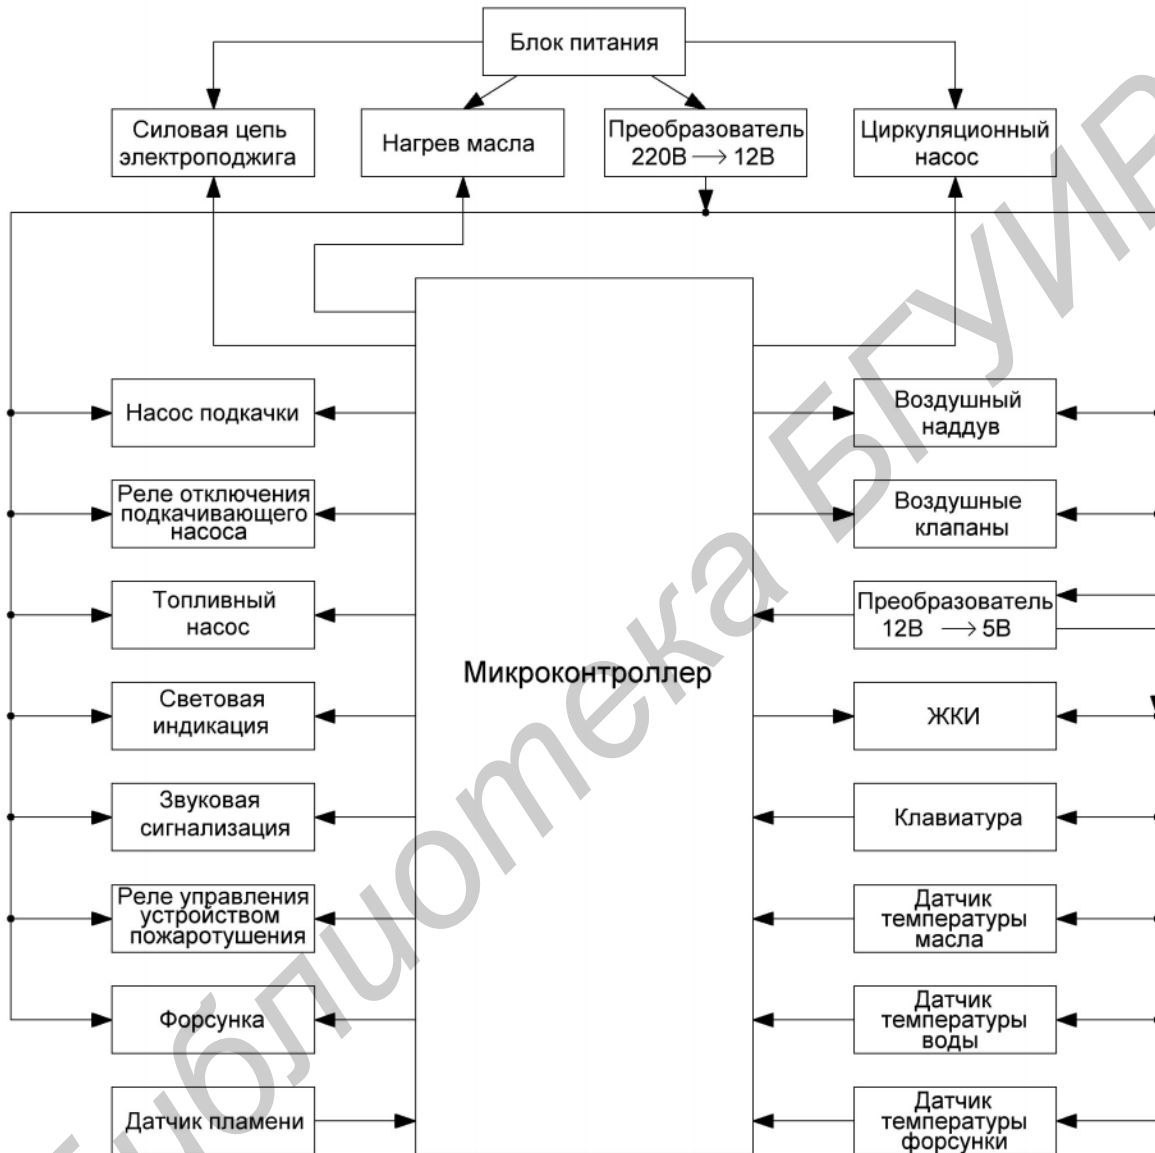 Блок питания
Силовая цепь
электроподжига
Нагрев масла
Преобразователь
220В → 12В
Циркуляционный
насос
Насос подкачки
Реле отключения
подкачивающего
насоса
Топливный
насос
Световая
индикация
Звуковая
сигнализация
Реле управления
устройством
пожаротушения
Форсунка
Датчик пламени
Микроконтроллер
Воздушный
наддув
Воздушные
клапаны
Преобразователь
12В → 5В
ЖКИ
Клавиатура
Датчик
температуры
масла
Датчик
температуры
воды
Датчик
температуры
форсунки
библиотека БГУИР